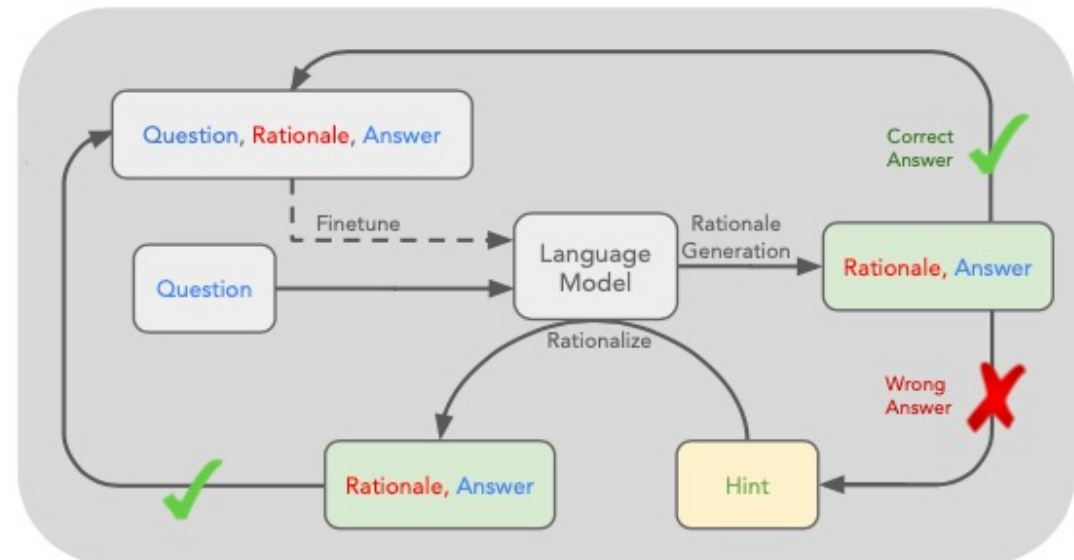 Question, Rationale, Answer
Correct
Answer
Finetune
Rationale
Generation
Language
Model
Rationale, Answer
Question
Rationalize
Wrong
Answer
Rationale, Answer
Hint